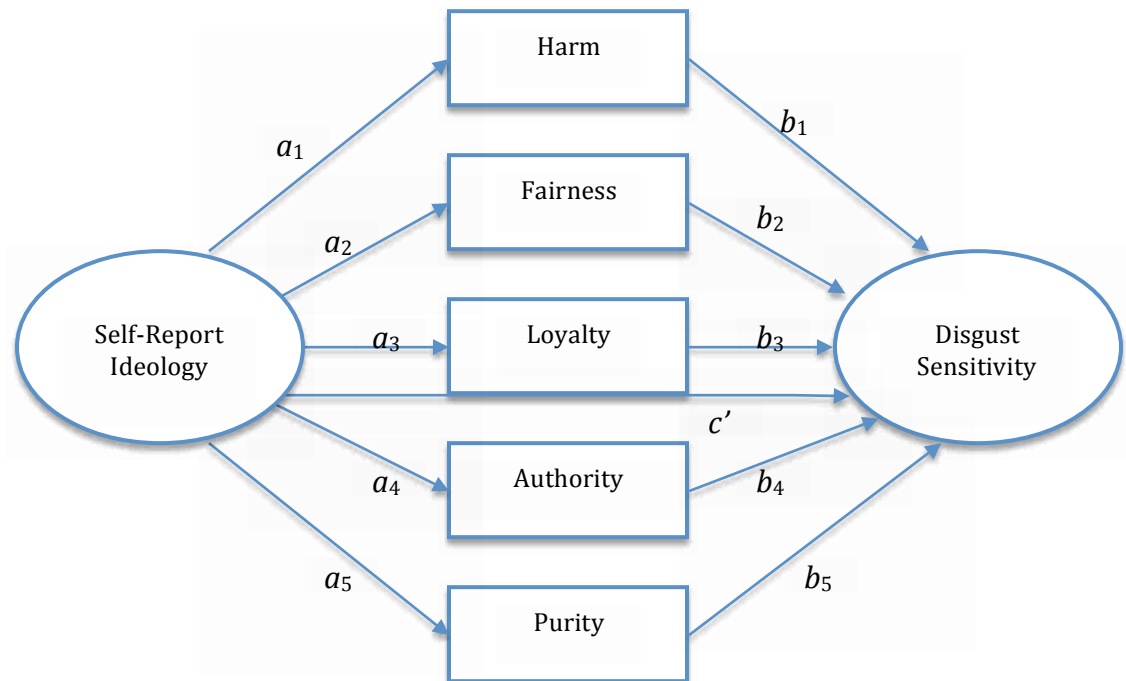 Harm
a1
b1
Fairness
a2
b2
Self-Report
Ideology
a3
Loyalty
b3
Disgust
Sensitivity
c’
a4
Authority
b4
a5
Purity
b5